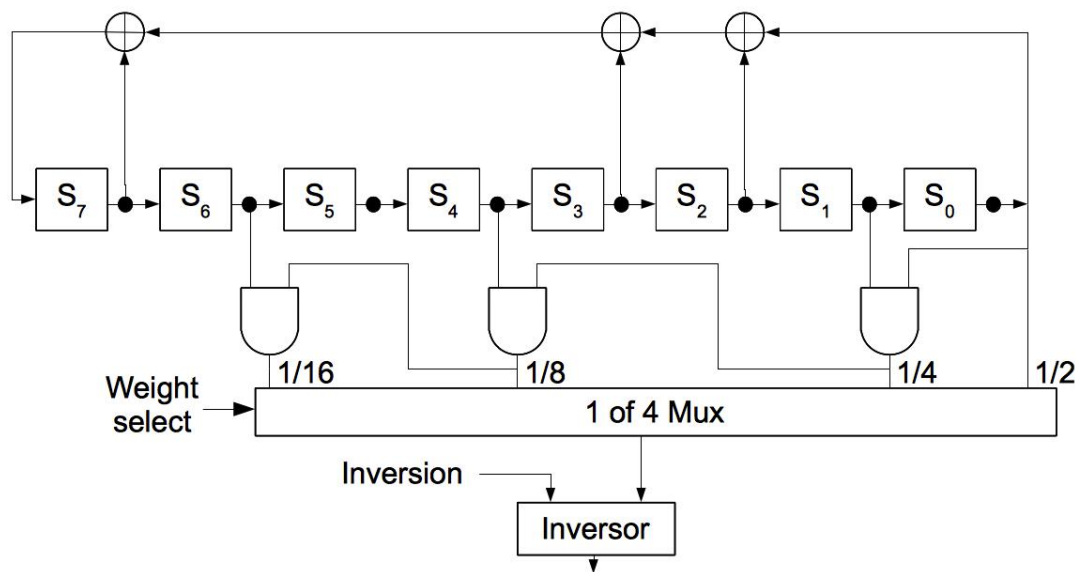 S₇ S₆ S₅ S₄ S₃ S₂ S₁ S₀
1/16 1/8 1/4 1/2
Weight
select
1 of 4 Mux
Inversion
Inversor